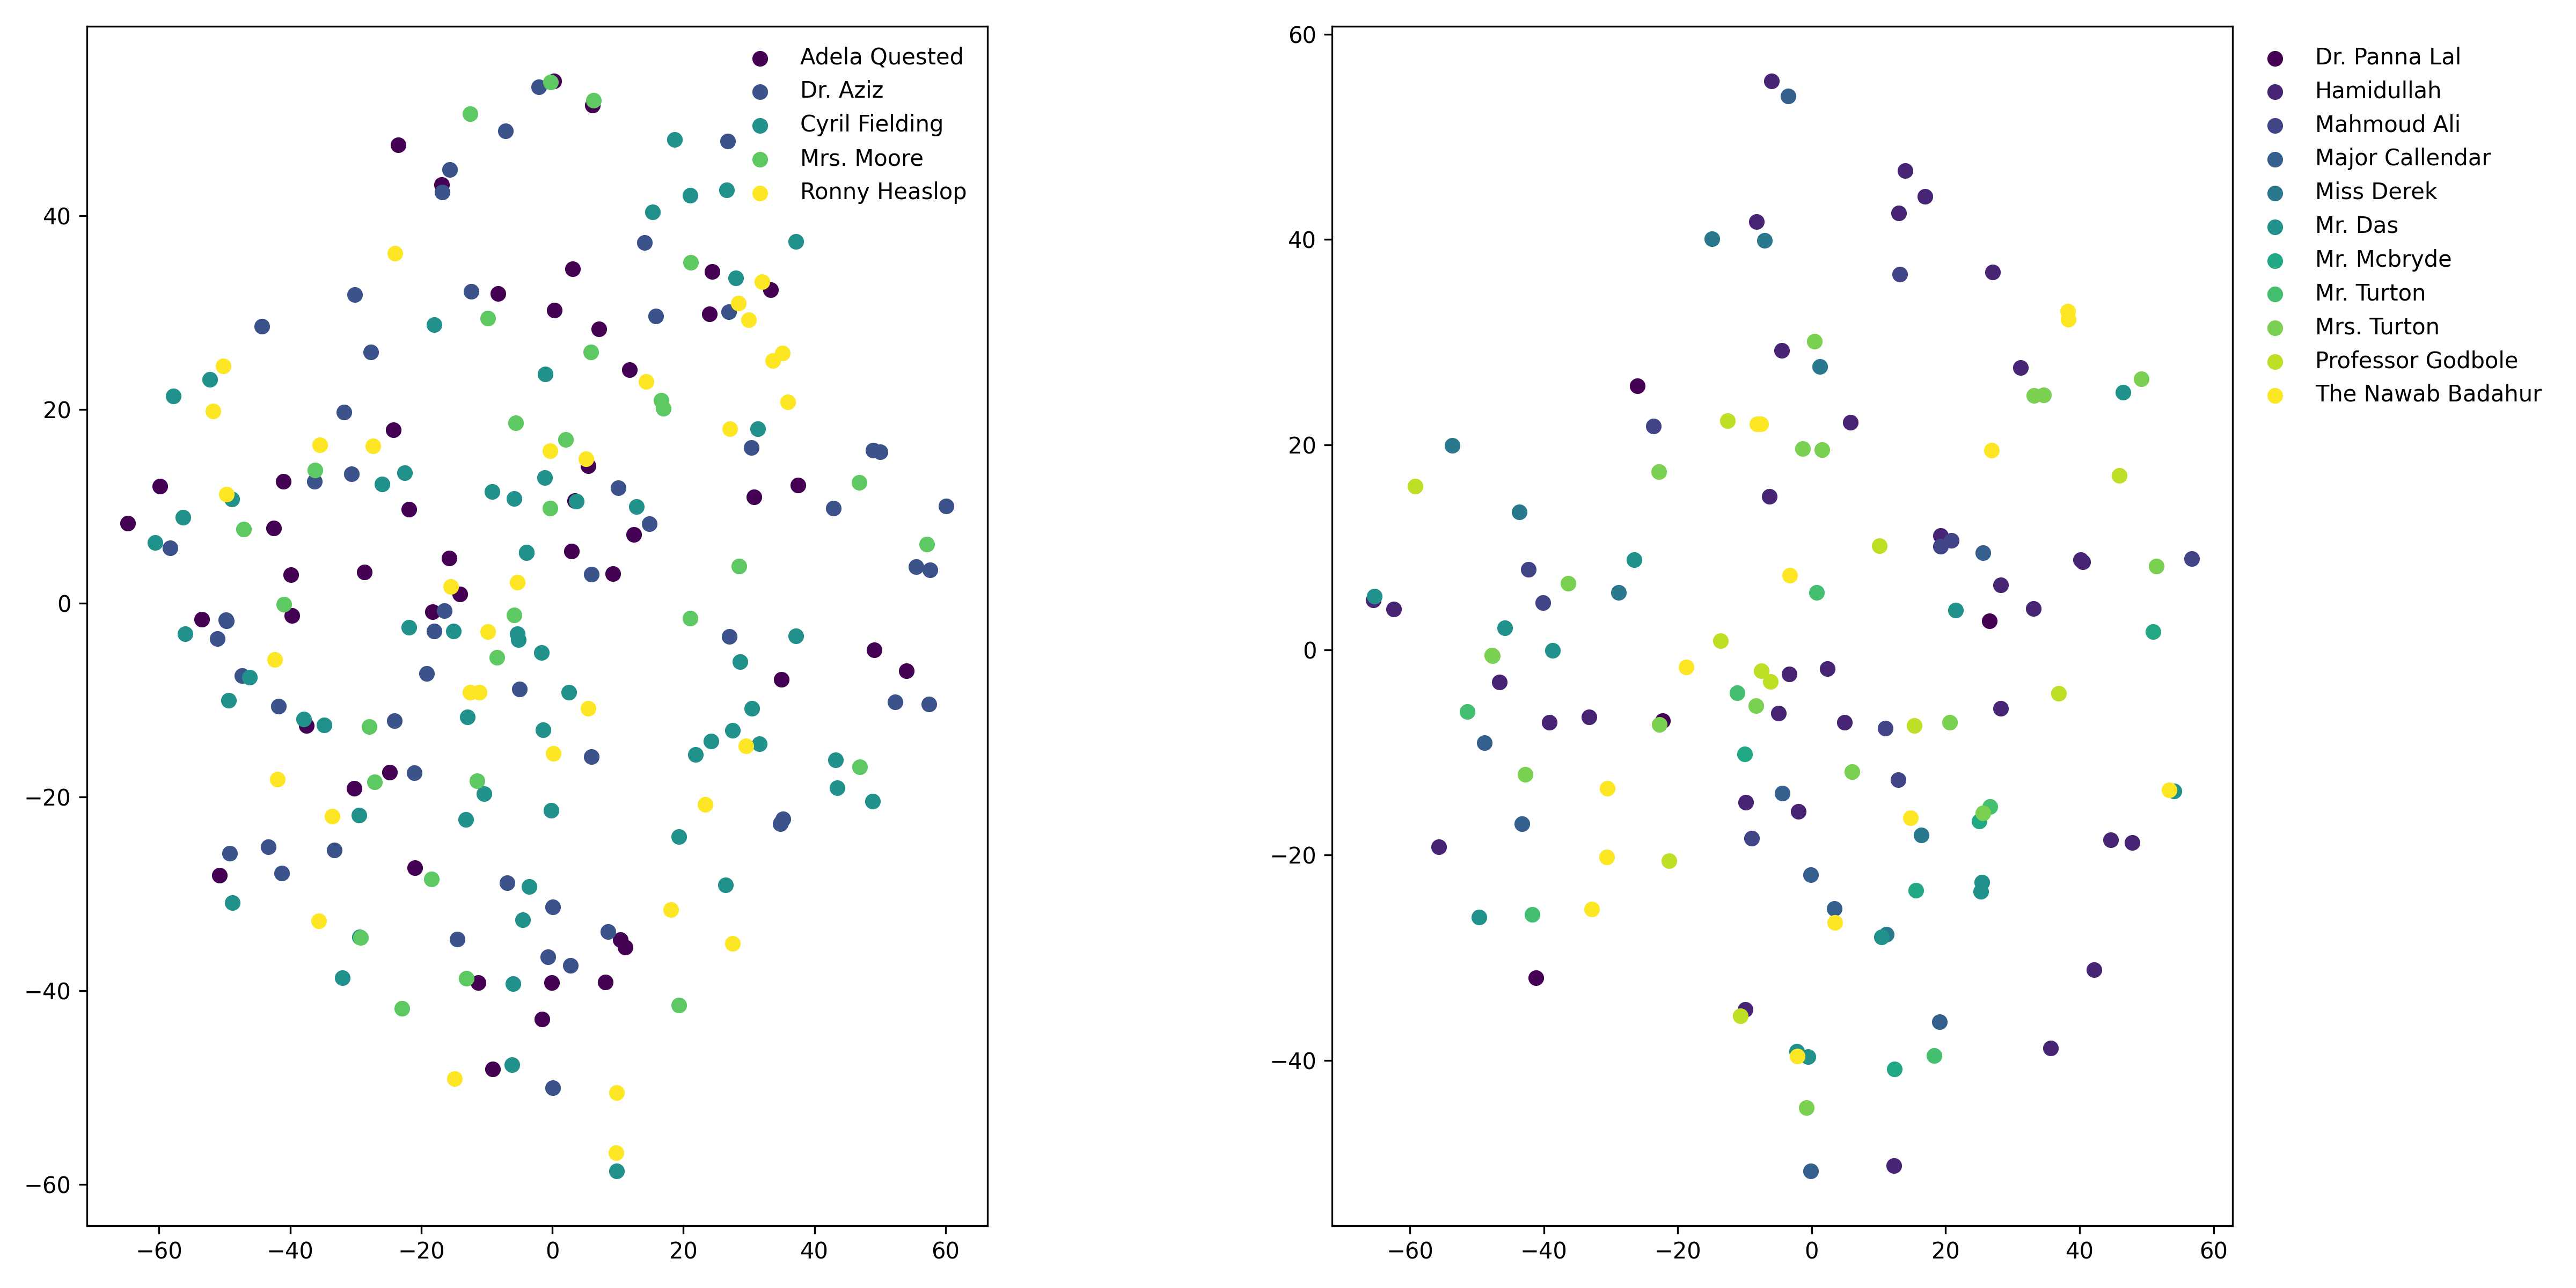 Adela Quested
Dr. Aziz
Cyril Fielding
Mrs. Moore
Ronny Heaslop
40
20
0
−20
−40
−60
−60 −40 −20 0 20 40 60
Dr. Panna Lal
Hamidullah
Mahmoud Ali
Major Callendar
Miss Derek
Mr. Das
Mr. Mcbryde
Mr. Turton
Mrs. Turton
Professor Godbole
The Nawab Badahur
60
40
20
0
−20
−40
−60 −40 −20 0 20 40 60